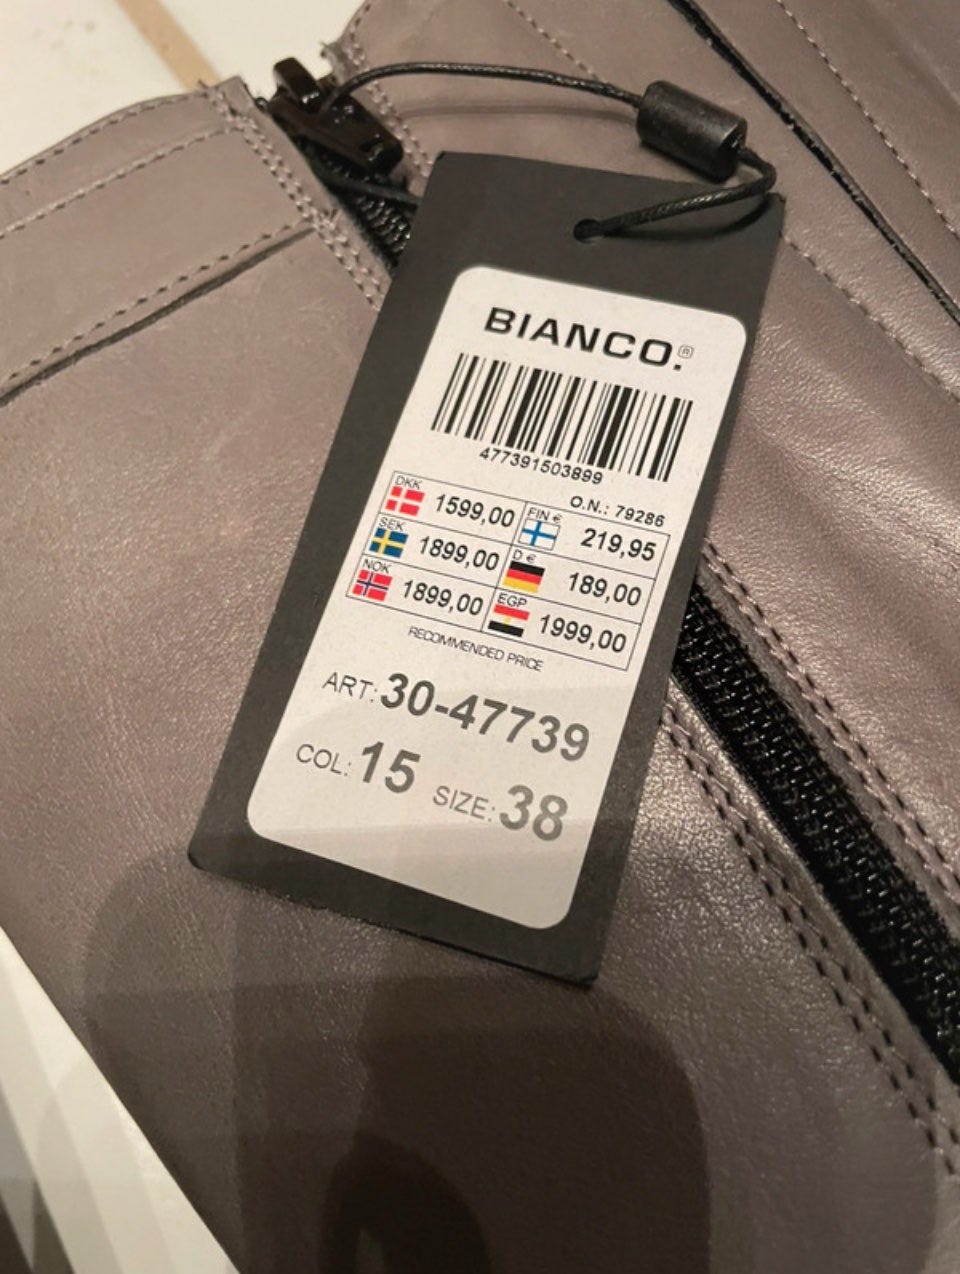 BIANCO.®
477391503899
O.N.: 79286
DKK 1599,00 FIN € 219,95
SEK 1899,00 D € 189,00
NOK 1899,00 EGP 1999,00
RECOMMENDED PRICE
ART: 30-47739
COL: 15 SIZE: 38